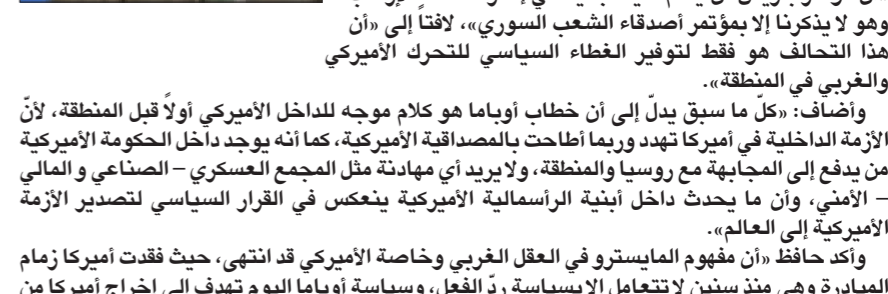 وهو لا يذكرنا إلا بمؤتمر أصدقاء الشعب السوري»، لافتاً إلى «أن
هذا التحالف هو فقط لتوفير الغطاء السياسي للتحرك الأميركي
والغربي في المنطقة».
وأضاف: «كلّ ما سبق يدلّ إلى أن خطاب أوباما هو كلام موجه للداخل الأميركي أولاً قبل المنطقة، لأنّ
الأزمة الداخلية في أميركا تهدد وربما أطاحت بالمصداقية الأميركية، كما أنه يوجد داخل الحكومة الأميركية
من يدفع إلى المجابهة مع روسيا والمنطقة، ولا يريد أي مهادنة مثل المجمع العسكري – الصناعي و المالي
– الأمني، وأن ما يحدث داخل أبنية الرأسمالية الأميركية ينعكس في القرار السياسي لتصدير الأزمة
الأميركية إلى العالم».
وأكد حافظ «أن مفهوم المايسترو في العقل الغربي وخاصة الأميركي قد انتهى، حيث فقدت أميركا زمام
المبادرة وهي منذ سنين لا تتعامل إلا بسياسة ردّ الفعل، وسياسة أوباما اليوم تهدف إلى إخراج أميركا من